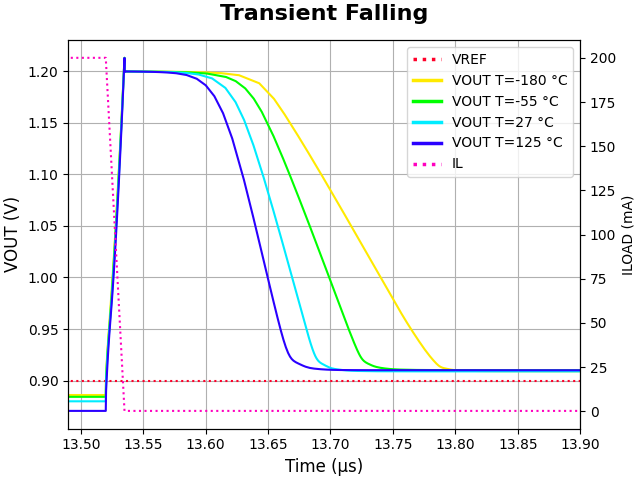 Transient Falling
VREF
VOUT T=-180 °C
VOUT T=-55 °C
VOUT T=27 °C
VOUT T=125 °C
IL
VOUT (V)
1.20
1.15
1.10
1.05
1.00
0.95
0.90
200
175
150
125
100
75
50
25
0
ILOAD (mA)
13.50 13.55 13.60 13.65 13.70 13.75 13.80 13.85 13.90
Time (µs)